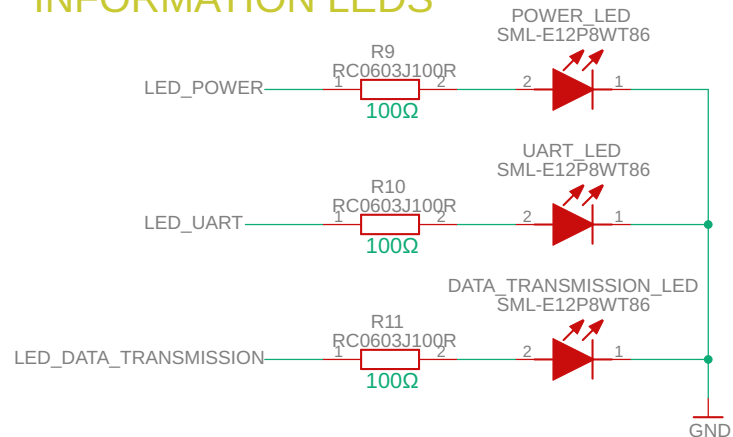 INFORMATION LEDS
POWER_LED
SML-E12P8WT86
R9
RC0603J100R
LED_POWER
1
2
2
1
100Ω
UART_LED
SML-E12P8WT86
R10
RC0603J100R
LED_UART
1
2
2
1
100Ω
DATA_TRANSMISSION_LED
SML-E12P8WT86
R11
RC0603J100R
LED_DATA_TRANSMISSION
1
2
2
1
100Ω
GND